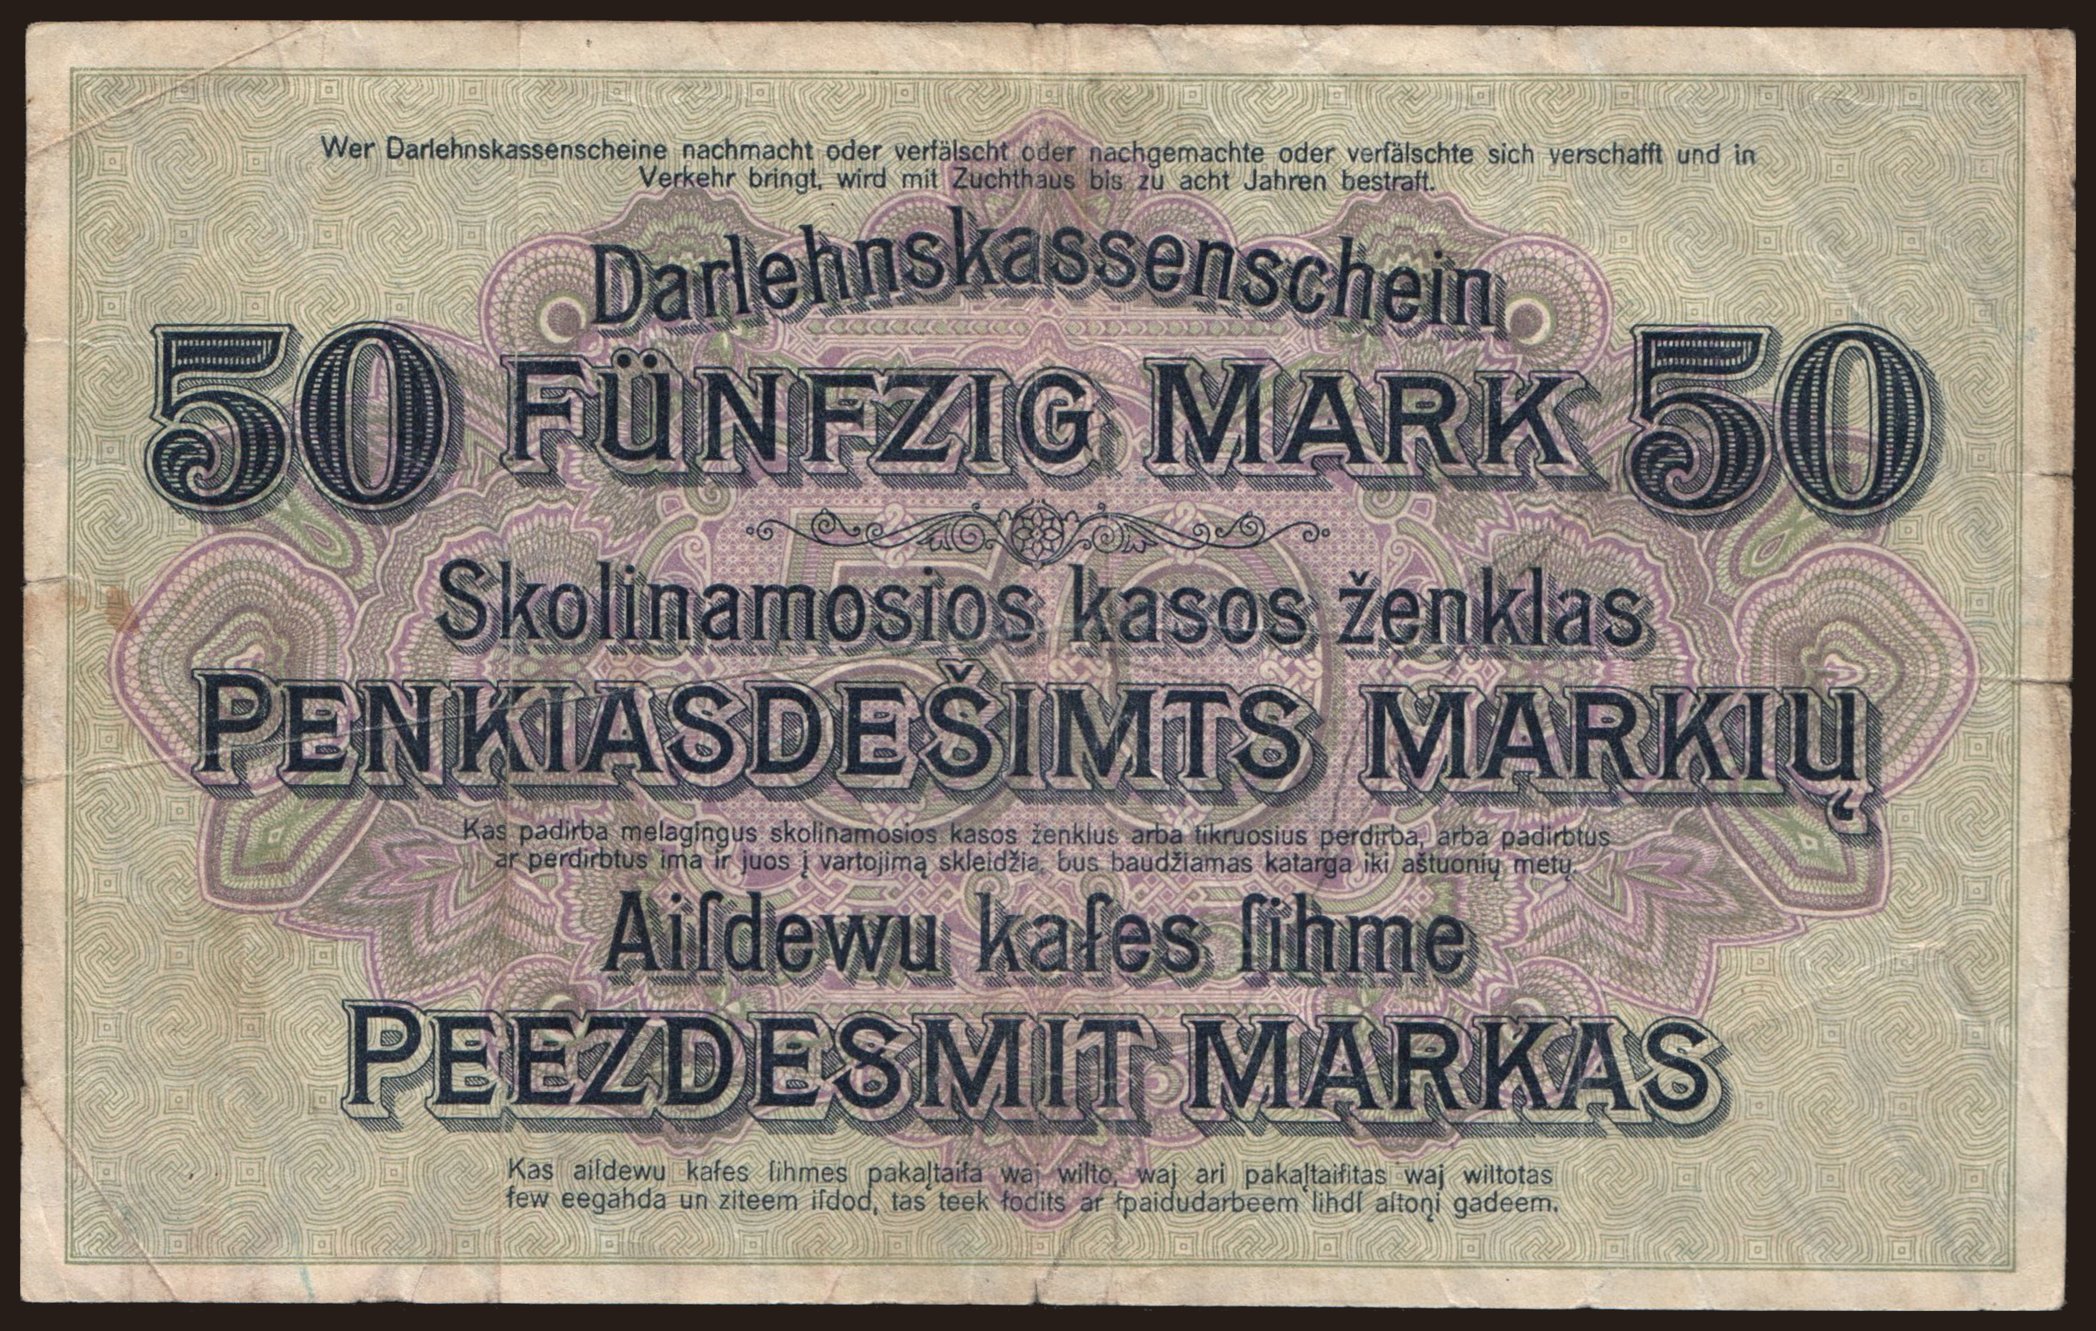 Wer Darlehnskassenscheine nachmacht oder verfälscht oder nachgemachte oder verfälschte sich verschafft und in
Verkehr bringt, wird mit Zuchthaus bis zu acht Jahren bestraft.
Darlehnskassenschein
50 FÜNFZIG MARK 50
Skolinamosios kasos ženklas
PENKIASDEŠIMTS MARKIŲ
Kas padirba melagingus skolinamosios kasos ženklus arba tikruosius perdirba, arba padirbtus
ar perdirbtus ima ir juos į vartojimą skleidžia, bus baudžiamas katarga iki aštuonių metų.
Aiſdewu kaſes ſihme
PEEZDESMIT MARKAS
Kas aiſdewu kaſes ſihmes pakaļtaiſa waj wilto, waj ari pakaļtaiſitas waj wiltotas
ſew eegahda un ziteem iſdod, tas teek ſodits ar ſpaidudarbeem lihdſ aſtoņi gadeem.